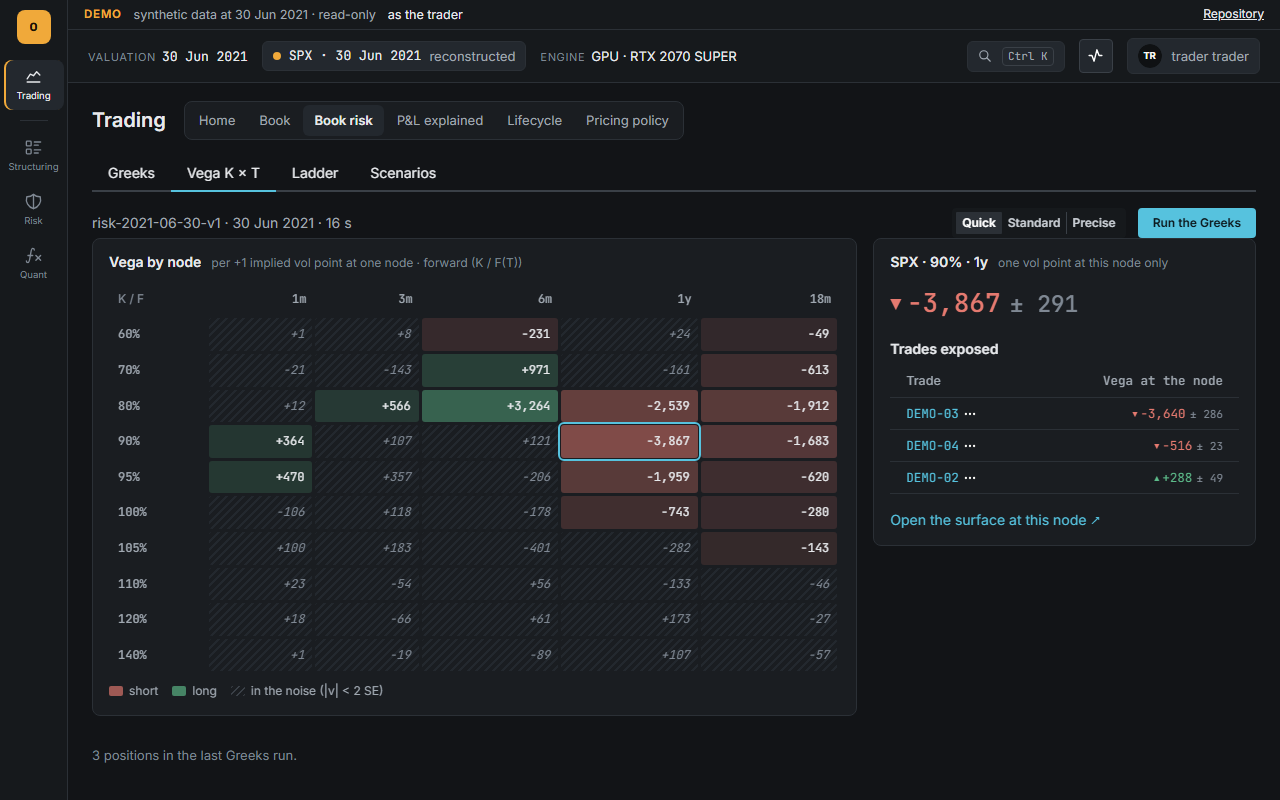 O
DEMO synthetic data at 30 Jun 2021 · read-only as the trader Repository
VALUATION 30 Jun 2021 SPX · 30 Jun 2021 reconstructed ENGINE GPU · RTX 2070 SUPER Ctrl K TR trader trader
Trading
Structuring
Risk
Quant
Trading Home Book Book risk P&L explained Lifecycle Pricing policy
Greeks Vega K × T Ladder Scenarios
risk-2021-06-30-v1 · 30 Jun 2021 · 16 s Quick Standard Precise Run the Greeks
Vega by node per +1 implied vol point at one node · forward (K / F(T))
K / F 1m 3m 6m 1y 18m
60% +1 +8 -231 +24 -49
70% -21 -143 +971 -161 -613
80% +12 +566 +3,264 -2,539 -1,912
90% +364 +107 +121 -3,867 -1,683
95% +470 +357 -206 -1,959 -620
100% -106 +118 -178 -743 -280
105% +100 +183 -401 -282 -143
110% +23 -54 +56 -133 -46
120% +18 -66 +61 +173 -27
140% +1 -19 -89 +107 -57
short long in the noise (|v| < 2 SE)
SPX · 90% · 1y one vol point at this node only
▼ -3,867 ± 291
Trades exposed
Trade Vega at the node
DEMO-03 ··· ▼ -3,640 ± 286
DEMO-04 ··· ▼ -516 ± 23
DEMO-02 ··· ▲ +288 ± 49
Open the surface at this node ↗
3 positions in the last Greeks run.